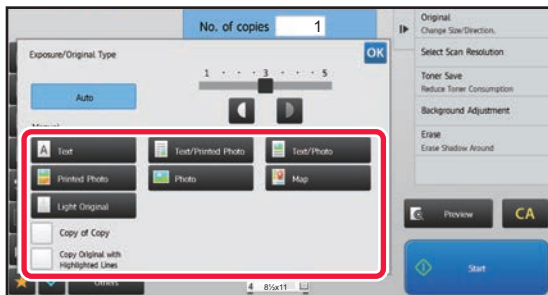 No. of copies 1
Exposure/Original Type
OK
1 · · · 3 · · · 5
Auto
Manual
A Text
Text/Printed Photo
Text/Photo
Printed Photo
Photo
Map
Light Original
Copy of Copy
Copy Original with
Highlighted Lines
Others
4 8½x11
Original
Change Size/Direction.
Select Scan Resolution
Toner Save
Reduce Toner Consumption
Background Adjustment
Erase
Erase Shadow Around
Preview
CA
Start